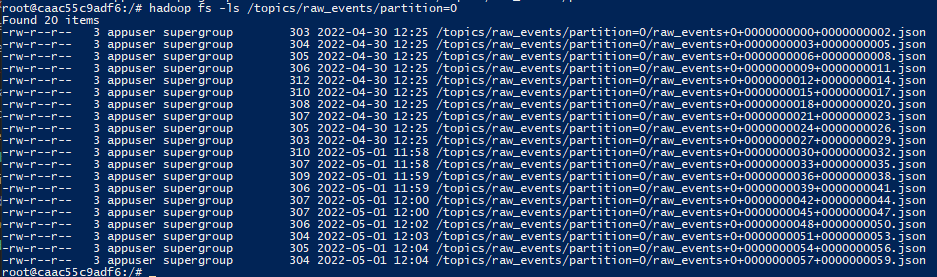 root@caac55c9adf6:/# hadoop fs -ls /topics/raw_events/partition=0
Found 20 items
-rw-r--r--   3 appuser supergroup        303 2022-04-30 12:25 /topics/raw_events/partition=0/raw_events+0+0000000000+0000000002.json
-rw-r--r--   3 appuser supergroup        304 2022-04-30 12:25 /topics/raw_events/partition=0/raw_events+0+0000000003+0000000005.json
-rw-r--r--   3 appuser supergroup        305 2022-04-30 12:25 /topics/raw_events/partition=0/raw_events+0+0000000006+0000000008.json
-rw-r--r--   3 appuser supergroup        306 2022-04-30 12:25 /topics/raw_events/partition=0/raw_events+0+0000000009+0000000011.json
-rw-r--r--   3 appuser supergroup        312 2022-04-30 12:25 /topics/raw_events/partition=0/raw_events+0+0000000012+0000000014.json
-rw-r--r--   3 appuser supergroup        310 2022-04-30 12:25 /topics/raw_events/partition=0/raw_events+0+0000000015+0000000017.json
-rw-r--r--   3 appuser supergroup        308 2022-04-30 12:25 /topics/raw_events/partition=0/raw_events+0+0000000018+0000000020.json
-rw-r--r--   3 appuser supergroup        307 2022-04-30 12:25 /topics/raw_events/partition=0/raw_events+0+0000000021+0000000023.json
-rw-r--r--   3 appuser supergroup        305 2022-04-30 12:25 /topics/raw_events/partition=0/raw_events+0+0000000024+0000000026.json
-rw-r--r--   3 appuser supergroup        303 2022-04-30 12:25 /topics/raw_events/partition=0/raw_events+0+0000000027+0000000029.json
-rw-r--r--   3 appuser supergroup        310 2022-05-01 11:58 /topics/raw_events/partition=0/raw_events+0+0000000030+0000000032.json
-rw-r--r--   3 appuser supergroup        307 2022-05-01 11:58 /topics/raw_events/partition=0/raw_events+0+0000000033+0000000035.json
-rw-r--r--   3 appuser supergroup        309 2022-05-01 11:59 /topics/raw_events/partition=0/raw_events+0+0000000036+0000000038.json
-rw-r--r--   3 appuser supergroup        306 2022-05-01 11:59 /topics/raw_events/partition=0/raw_events+0+0000000039+0000000041.json
-rw-r--r--   3 appuser supergroup        307 2022-05-01 12:00 /topics/raw_events/partition=0/raw_events+0+0000000042+0000000044.json
-rw-r--r--   3 appuser supergroup        307 2022-05-01 12:00 /topics/raw_events/partition=0/raw_events+0+0000000045+0000000047.json
-rw-r--r--   3 appuser supergroup        306 2022-05-01 12:02 /topics/raw_events/partition=0/raw_events+0+0000000048+0000000050.json
-rw-r--r--   3 appuser supergroup        304 2022-05-01 12:03 /topics/raw_events/partition=0/raw_events+0+0000000051+0000000053.json
-rw-r--r--   3 appuser supergroup        305 2022-05-01 12:04 /topics/raw_events/partition=0/raw_events+0+0000000054+0000000056.json
-rw-r--r--   3 appuser supergroup        304 2022-05-01 12:04 /topics/raw_events/partition=0/raw_events+0+0000000057+0000000059.json
root@caac55c9adf6:/# _